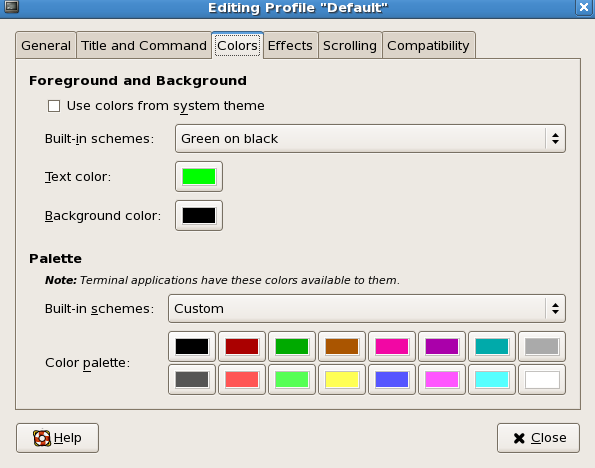 Editing Profile "Default"
General Title and Command Colors Effects Scrolling Compatibility
Foreground and Background
Use colors from system theme
Built-in schemes: Green on black
Text color:
Background color:
Palette
Note: Terminal applications have these colors available to them.
Built-in schemes: Custom
Color palette:
Help Close